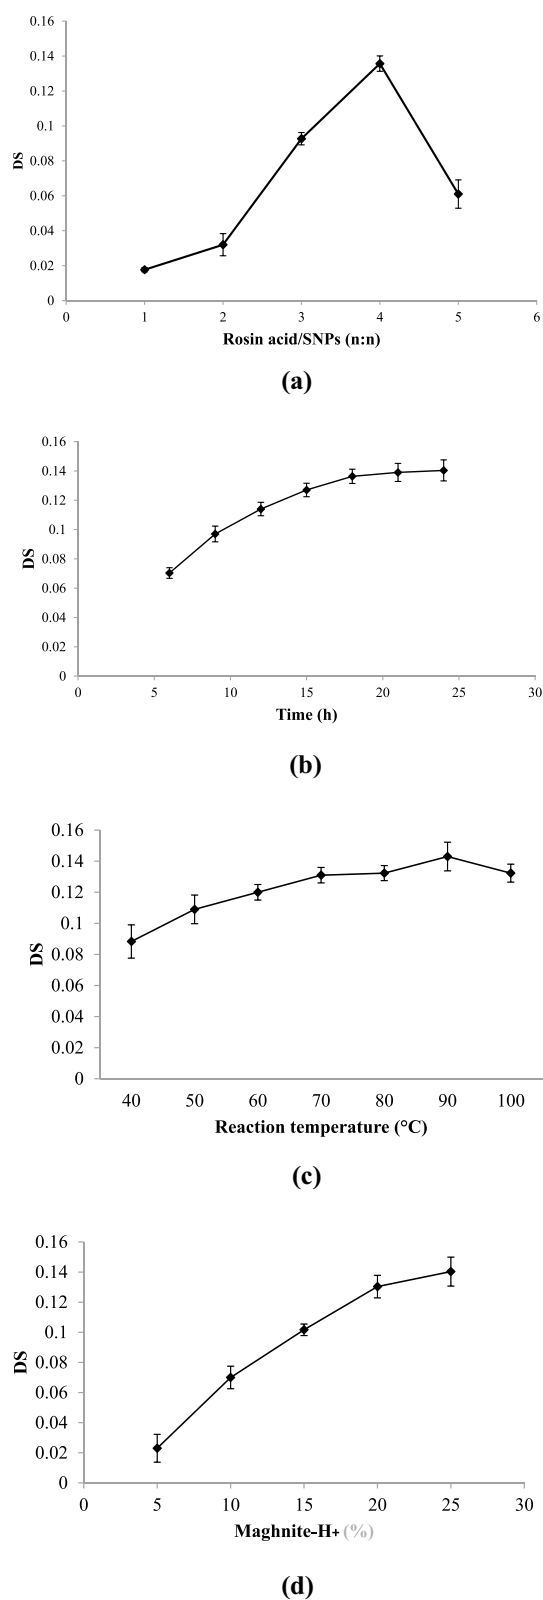 0.16
0.14
0.12
0.1
0.08
0.06
0.04
0.02
0
DS
0 1 2 3 4 5 6
Rosin acid/SNPs (n:n)
(a)
0.16
0.14
0.12
0.1
0.08
0.06
0.04
0.02
0
DS
0 5 10 15 20 25 30
Time (h)
(b)
0.16
0.14
0.12
0.1
0.08
0.06
0.04
0.02
0
DS
40 50 60 70 80 90 100
Reaction temperature (°C)
(c)
0.16
0.14
0.12
0.1
0.08
0.06
0.04
0.02
0
DS
0 5 10 15 20 25 30
Maghnite-H+ (%)
(d)